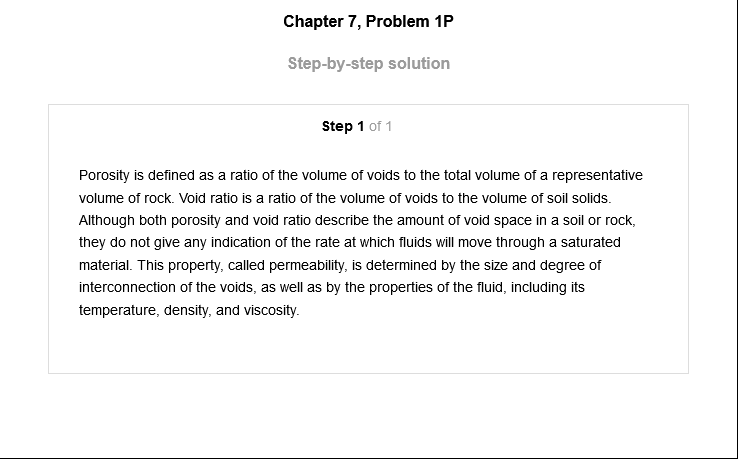 Chapter 7, Problem 1P
Step-by-step solution
Step 1 of 1
Porosity is defined as a ratio of the volume of voids to the total volume of a representative
volume of rock. Void ratio is a ratio of the volume of voids to the volume of soil solids.
Although both porosity and void ratio describe the amount of void space in a soil or rock,
they do not give any indication of the rate at which fluids will move through a saturated
material. This property, called permeability, is determined by the size and degree of
interconnection of the voids, as well as by the properties of the fluid, including its
temperature, density, and viscosity.